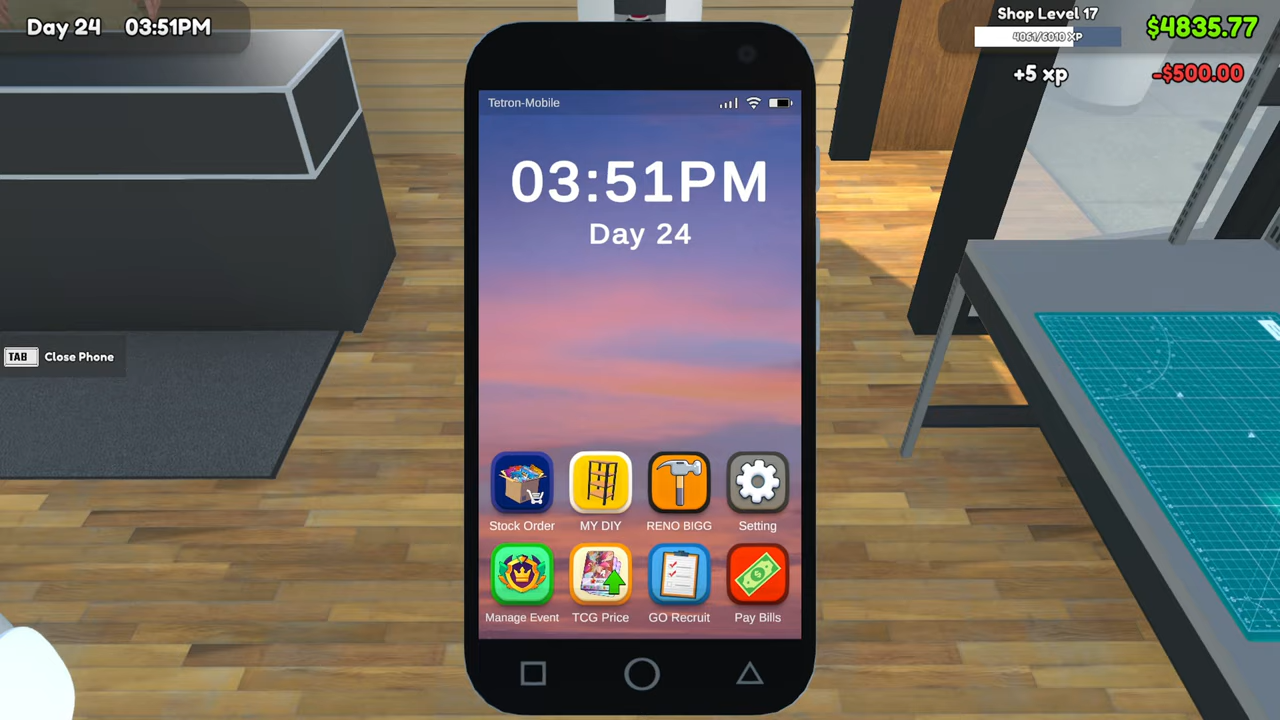 Day 24 03:51PM
Shop Level 17
4061/6010 XP
$4835.77
+5 xp
-$500.00
Tetron-Mobile
03:51PM
Day 24
TAB Close Phone
Stock Order MY DIY RENO BIGG Setting
Manage Event TCG Price GO Recruit Pay Bills